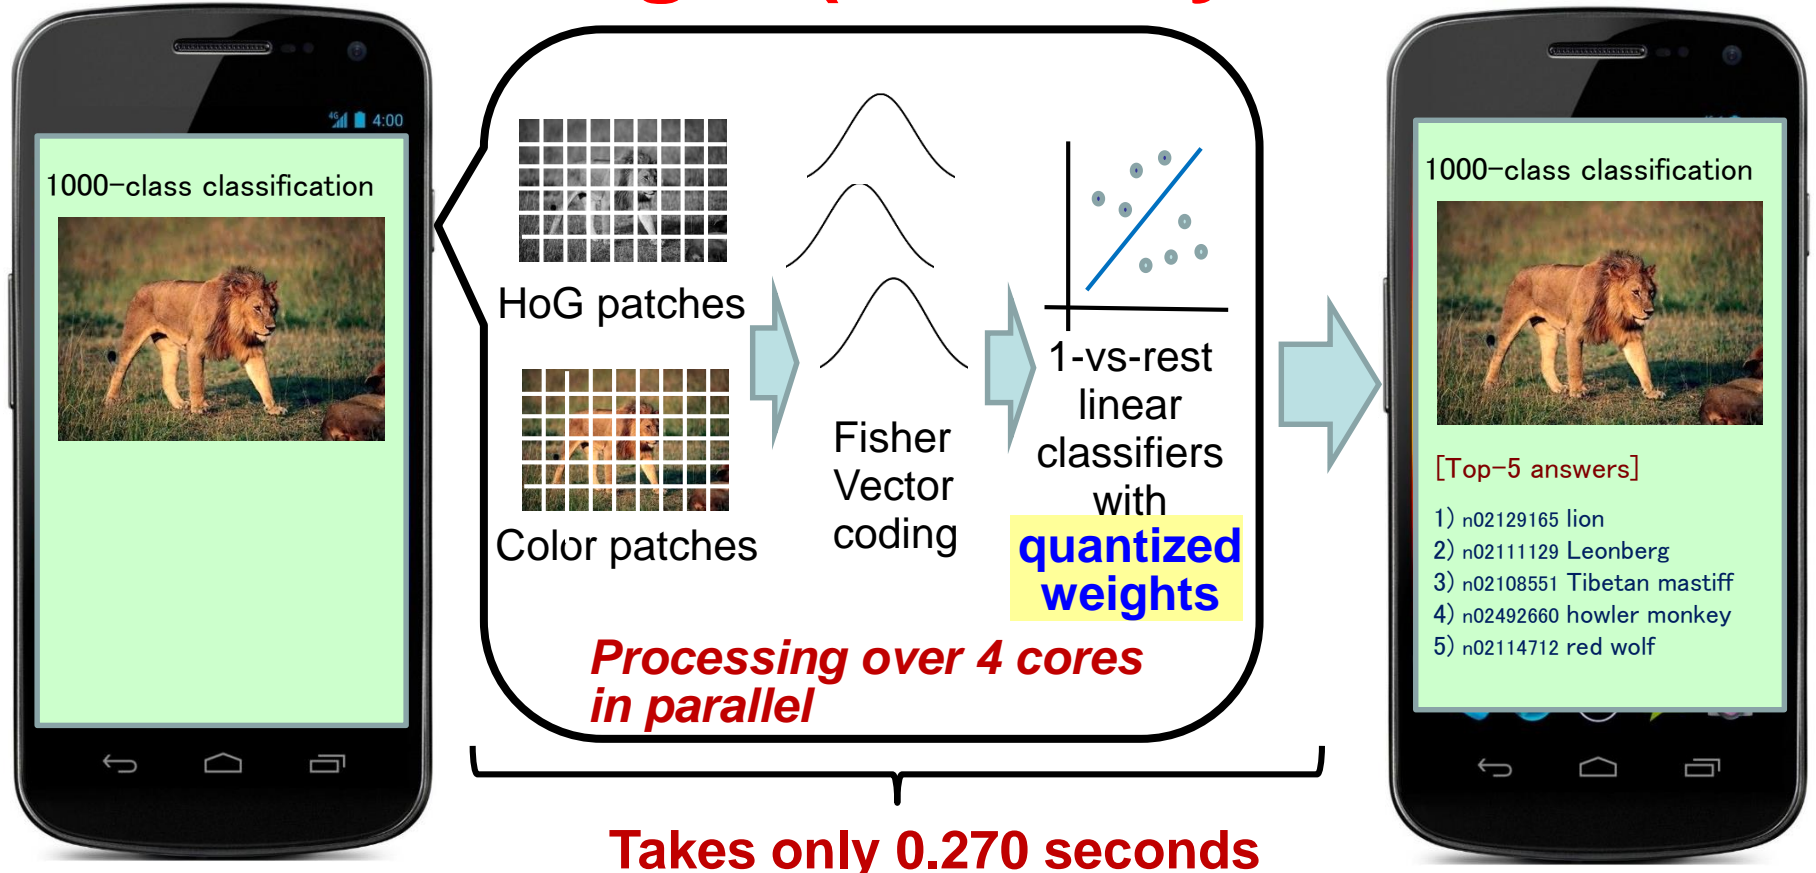 4G 4:00
1000-class classification
HoG patches
Color patches
Fisher
Vector
coding
1-vs-rest
linear
classifiers
with
quantized
weights
Processing over 4 cores
in parallel
Takes only 0.270 seconds
1000-class classification
[Top-5 answers]
1) n02129165 lion
2) n02111129 Leonberg
3) n02108551 Tibetan mastiff
4) n02492660 howler monkey
5) n02114712 red wolf